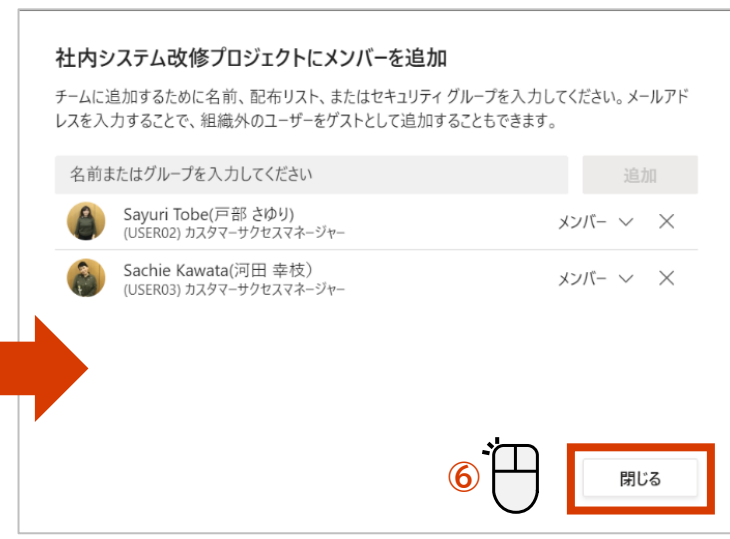 社内システム改修プロジェクトにメンバーを追加
チームに追加するために名前、配布リスト、またはセキュリティ グループを入力してください。メールアド
レスを入力することで、組織外のユーザーをゲストとして追加することもできます。
名前またはグループを入力してください 追加
Sayuri Tobe(戸部 さゆり) メンバー
(USER02) カスタマーサクセスマネージャー
Sachie Kawata(河田 幸枝） メンバー
(USER03) カスタマーサクセスマネージャー
⑥ 閉じる